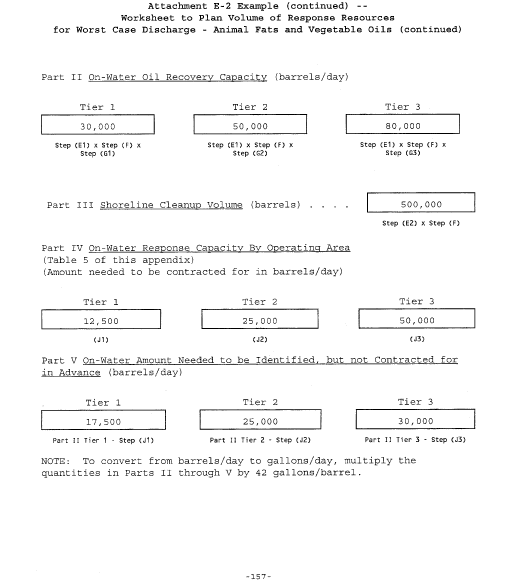 Attachment E-2 Example (continued) --
Worksheet to Plan Volume of Response Resources
for Worst Case Discharge - Animal Fats and Vegetable Oils (continued)
Part II On-Water Oil Recovery Capacity (barrels/day)
Tier 1 Tier 2 Tier 3
30,000 50,000 80,000
Step (E1) x Step (F) x Step (E1) x Step (F) x Step (E1) x Step (F) x
Step (G1) Step (G2) Step (G3)
Part III Shoreline Cleanup Volume (barrels) . . . . 500,000
Step (E2) x Step (F)
Part IV On-Water Response Capacity By Operating Area
(Table 5 of this appendix)
(Amount needed to be contracted for in barrels/day)
Tier 1 Tier 2 Tier 3
12,500 25,000 50,000
(J1) (J2) (J3)
Part V On-Water Amount Needed to be Identified, but not Contracted for
in Advance (barrels/day)
Tier 1 Tier 2 Tier 3
17,500 25,000 30,000
Part II Tier 1 - Step (J1) Part II Tier 2 - Step (J2) Part II Tier 3 - Step (J3)
NOTE: To convert from barrels/day to gallons/day, multiply the
quantities in Parts II through V by 42 gallons/barrel.
-157-